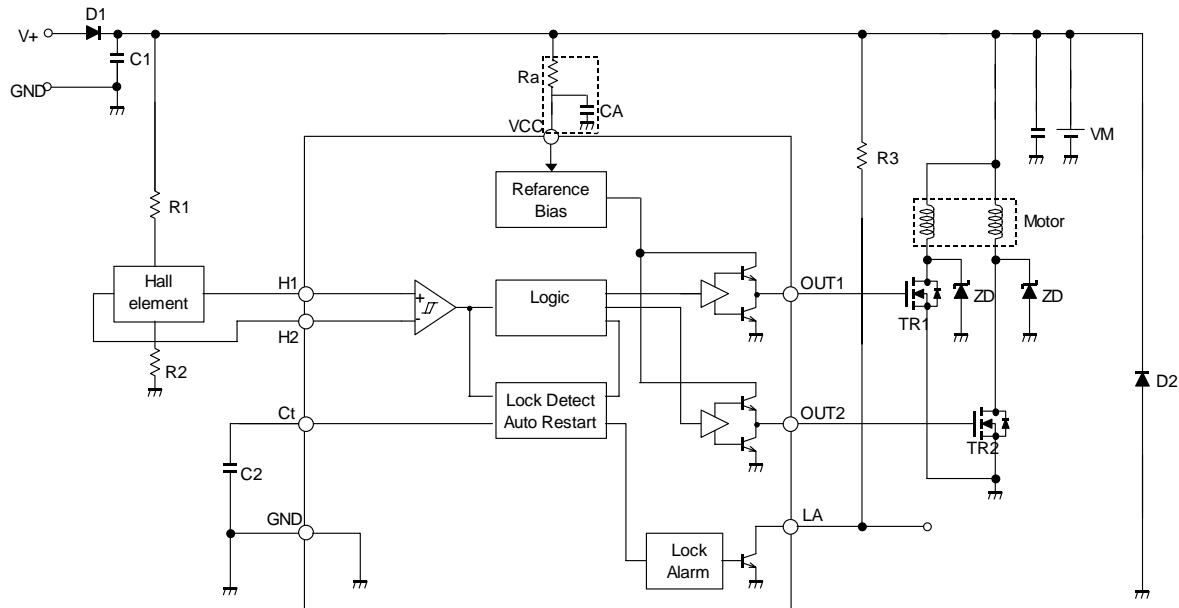 D1
V+
C1
GND
Ra
CA
VCC
VM
R3
R1
Refarence
Bias
Motor
Hall
element
H1
H2
+
-
Logic
OUT1
ZD
ZD
TR1
R2
D2
Ct
Lock Detect
Auto Restart
OUT2
TR2
C2
GND
LA
Lock
Alarm